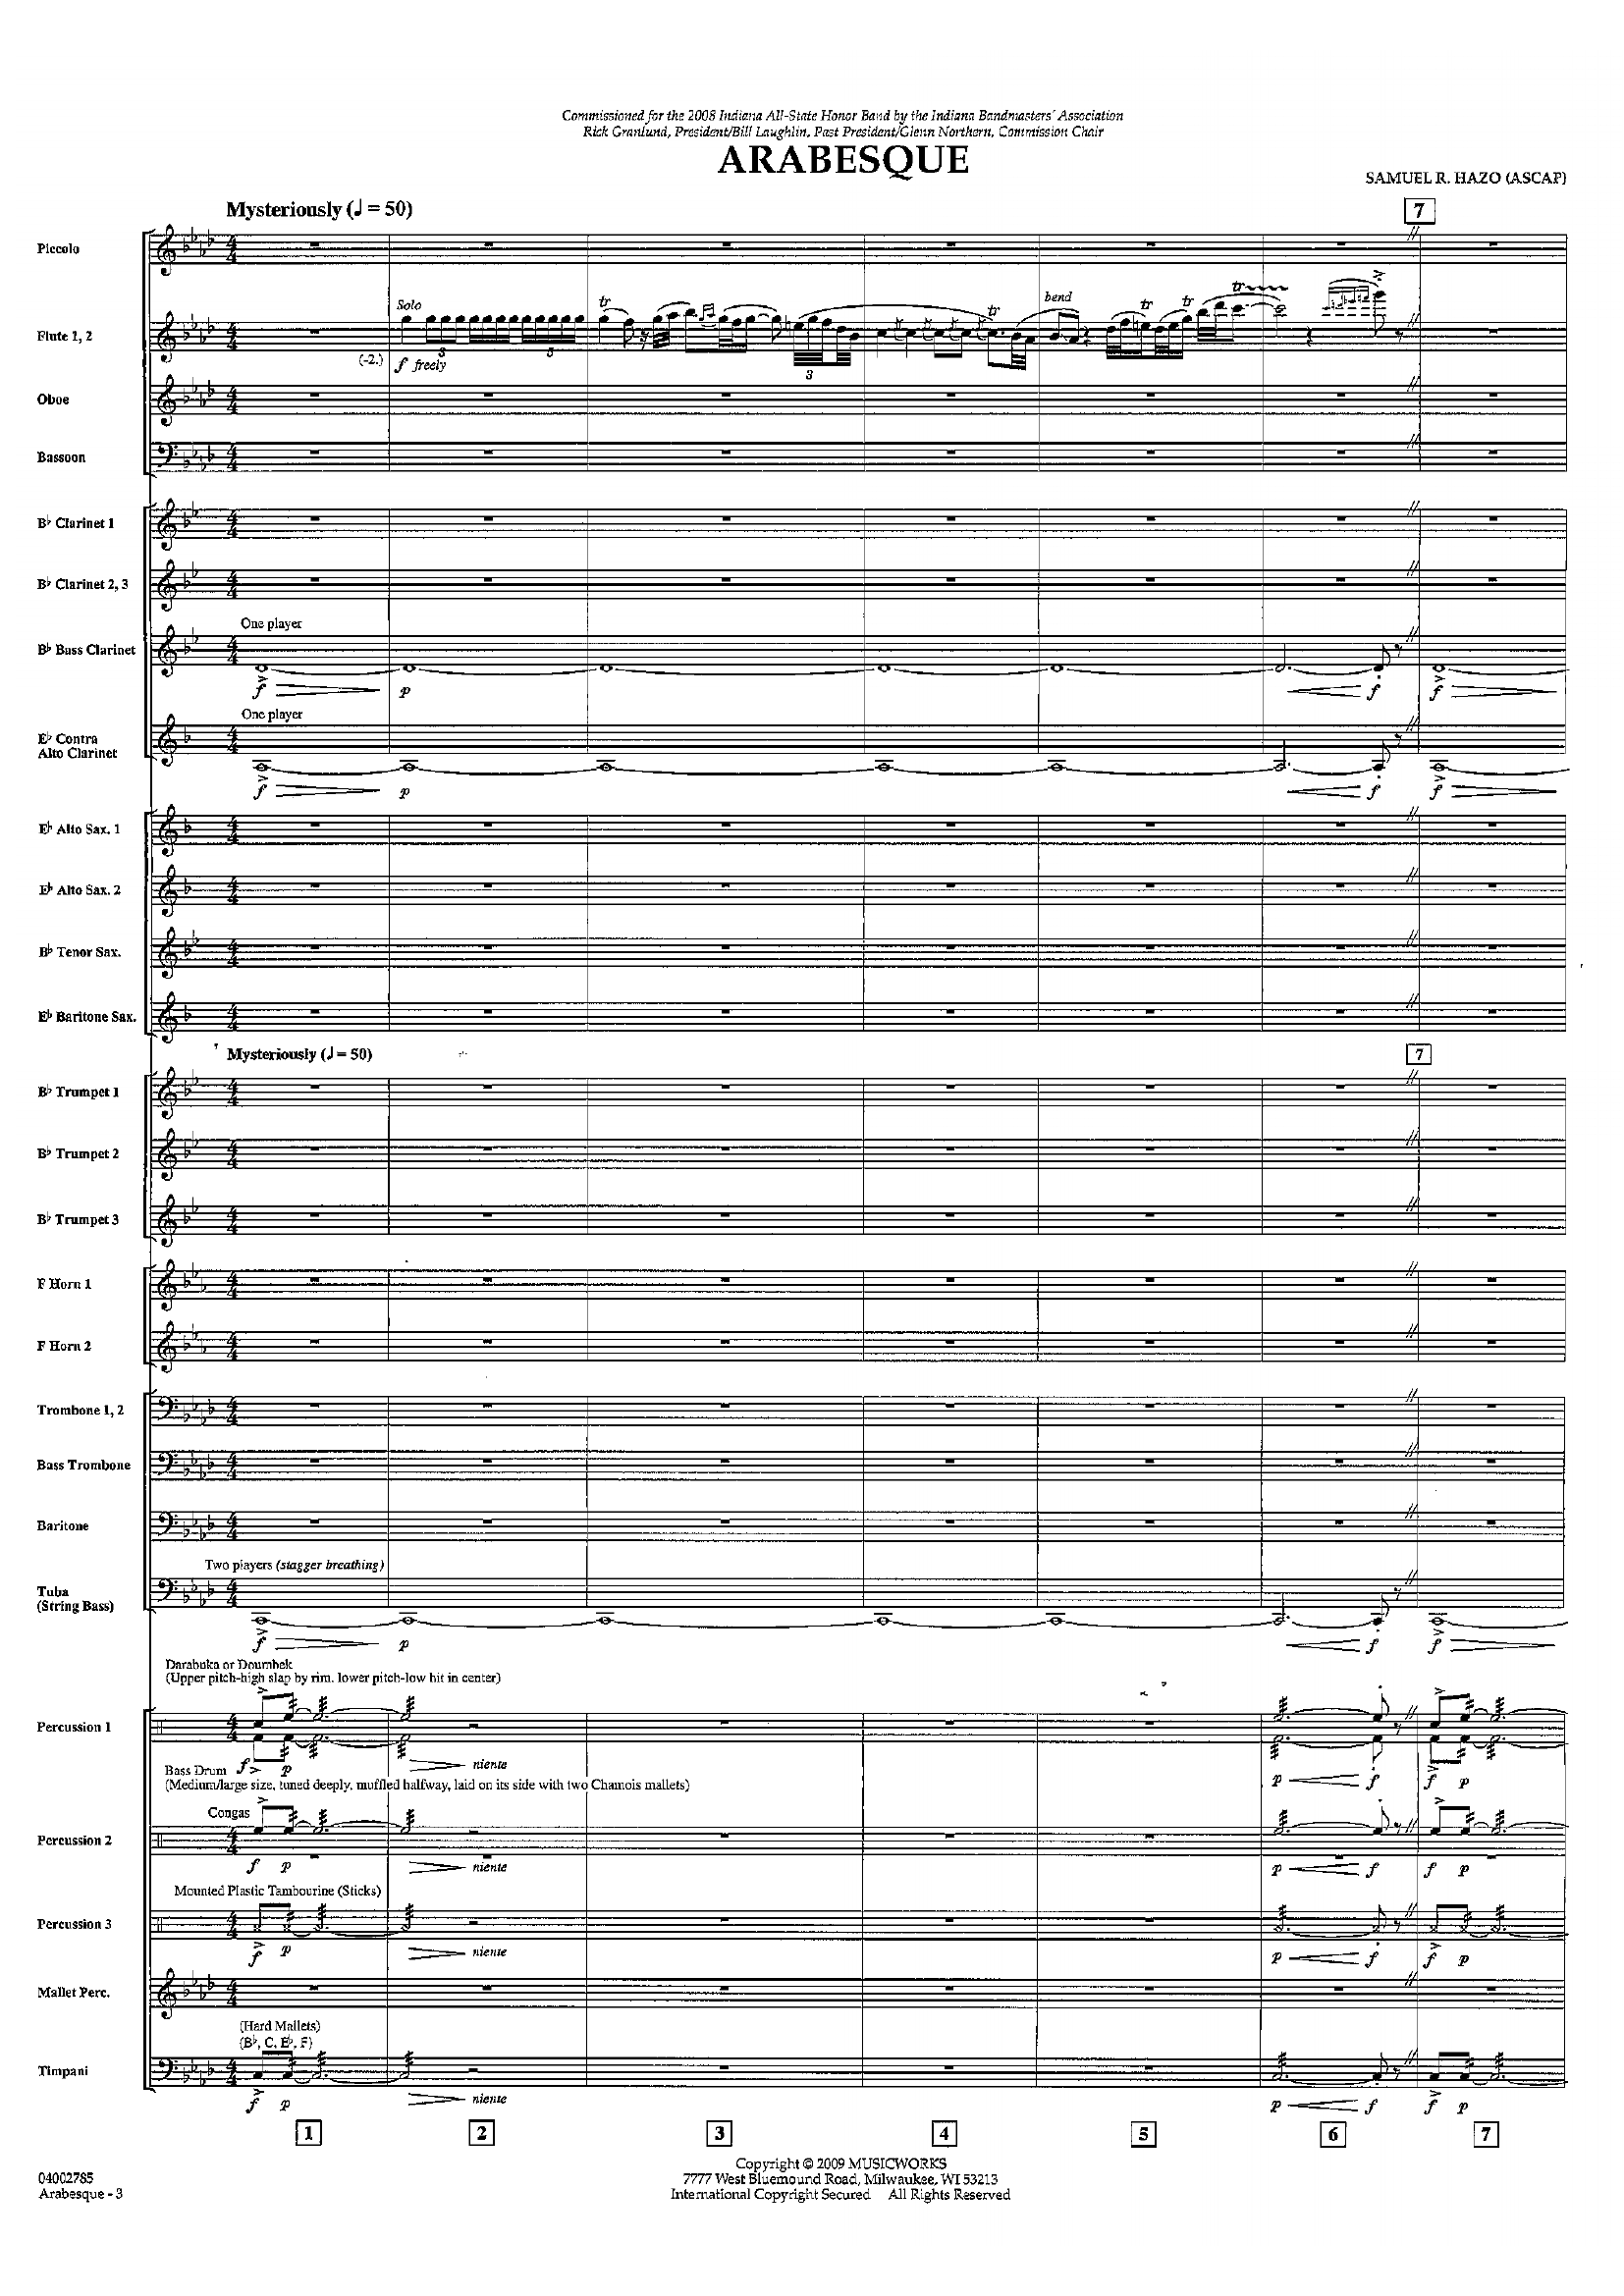 Commissioned for the 2008 Indiana All-State Honor Band by the Indiana Bandmasters' Association
Rick Granlund, President/Bill Laughlin, Past President/Glenn Northern, Commission Chair
ARABESQUE
SAMUEL R. HAZO (ASCAP)
Mysteriously (♩ = 50)
7
Piccolo
Solo
tr
bend
tr
tr
tr
tr
Flute 1, 2
(-2.)
f freely
3
5
3
Oboe
Bassoon
B♭ Clarinet 1
B♭ Clarinet 2, 3
One player
B♭ Bass Clarinet
f
p
f
f
One player
E♭ Contra
Alto Clarinet
f
p
f
f
E♭ Alto Sax. 1
E♭ Alto Sax. 2
B♭ Tenor Sax.
E♭ Baritone Sax.
Mysteriously (♩ = 50)
7
B♭ Trumpet 1
B♭ Trumpet 2
B♭ Trumpet 3
F Horn 1
F Horn 2
Trombone 1, 2
Bass Trombone
Baritone
Two players (stagger breathing)
Tuba
(String Bass)
f
p
f
f
Darabuka or Doumbek
(Upper pitch-high slap by rim, lower pitch-low hit in center)
Percussion 1
f
p
niente
p
f
f
p
Bass Drum
(Medium/large size, tuned deeply, muffled halfway, laid on its side with two Chamois mallets)
Congas
Percussion 2
f
p
niente
p
f
f
p
Mounted Plastic Tambourine (Sticks)
Percussion 3
f
p
niente
p
f
f
p
Mallet Perc.
(Hard Mallets)
(B♭, C, E♭, F)
Timpani
f
p
niente
p
f
f
p
1
2
3
4
5
6
7
Copyright © 2009 MUSICWORKS
7777 West Bluemound Road, Milwaukee, WI 53213
International Copyright Secured All Rights Reserved
04002785
Arabesque - 3